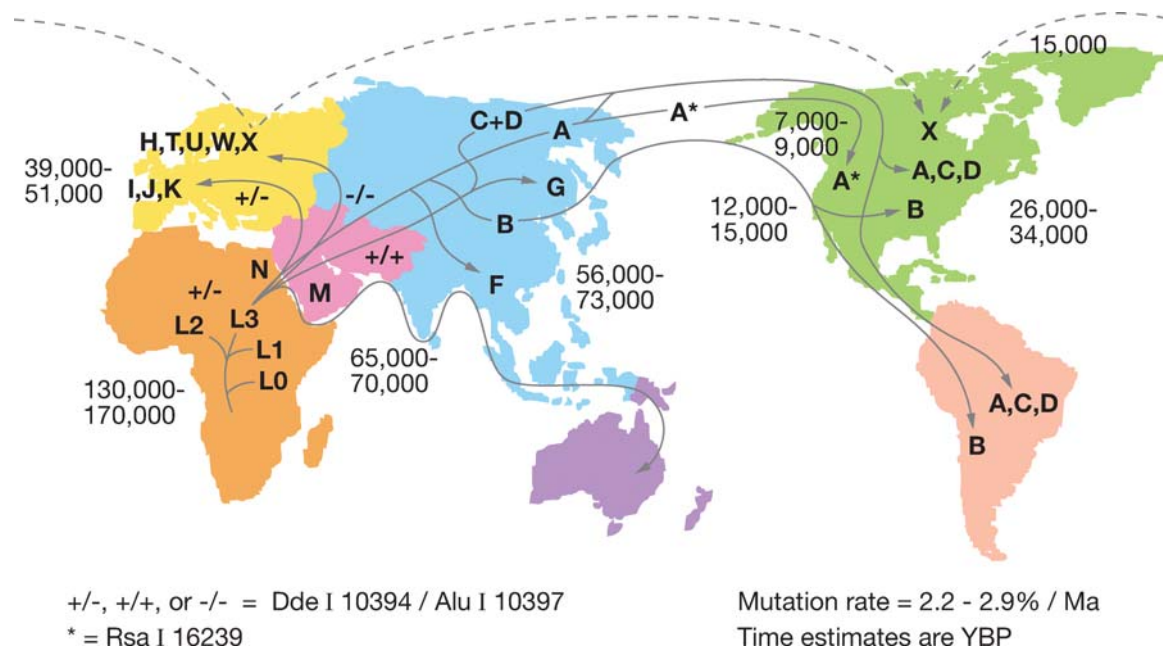 15,000
C+D
A
A*
7,000-
9,000
X
H,T,U,W,X
39,000-
51,000
I,J,K
+/-
-/-
G
A*
A,C,D
B
B
12,000-
15,000
26,000-
34,000
N
+/+
F
56,000-
73,000
+/-
M
L2
L3
L1
L0
65,000-
70,000
130,000-
170,000
A,C,D
B
+/-, +/+, or -/- = Dde I 10394 / Alu I 10397
* = Rsa I 16239
Mutation rate = 2.2 - 2.9% / Ma
Time estimates are YBP